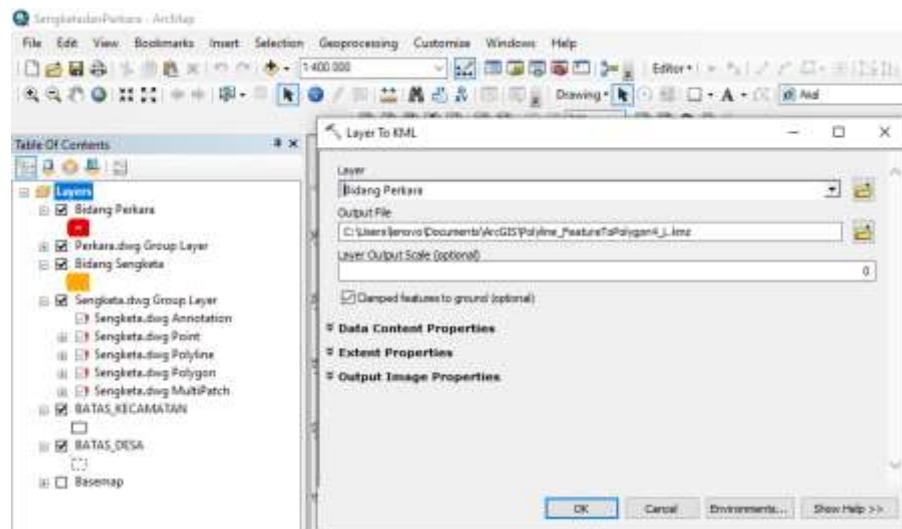 SengketadanPerkara - ArcMap
File Edit View Bookmarks Insert Selection Geoprocessing Customize Windows Help
1:400.000
Editor
Drawing A Arial
Table Of Contents
Layers
Bidang Perkara
Perkara.dwg Group Layer
Bidang Sengketa
Sengketa.dwg Group Layer
Sengketa.dwg Annotation
Sengketa.dwg Point
Sengketa.dwg Polyline
Sengketa.dwg Polygon
Sengketa.dwg MultiPatch
BATAS_KECAMATAN
BATAS_DESA
Basemap
Layer To KML
Layer
Bidang Perkara
Output File
C:\Users\lenovo\Documents\ArcGIS\Polyline_FeatureToPolygon4_L.kmz
Layer Output Scale (optional)
0
Clamped features to ground (optional)
Data Content Properties
Extent Properties
Output Image Properties
OK Cancel Environments... Show Help >>